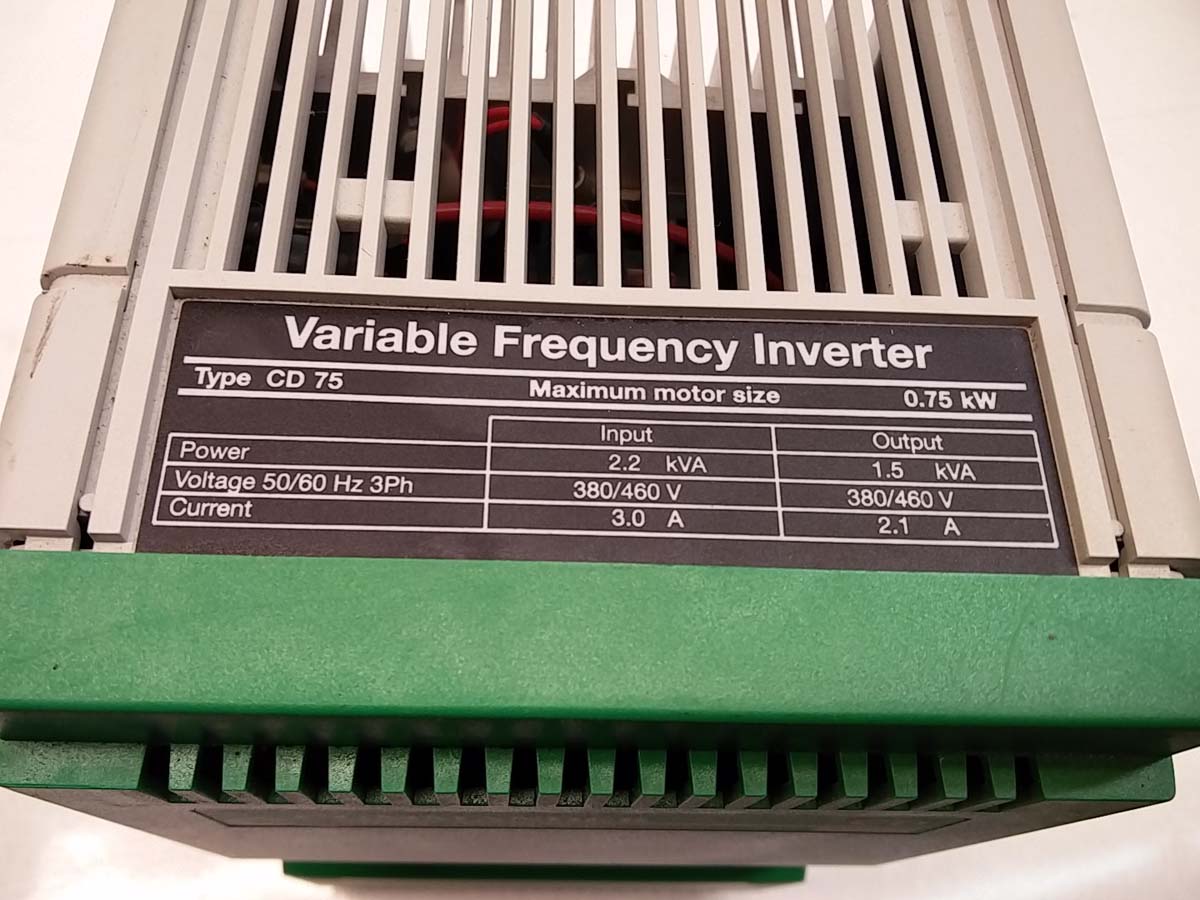 Variable Frequency Inverter
Type CD 75 Maximum motor size 0.75 kW
Input Output
Power 2.2 kVA 1.5 kVA
Voltage 50/60 Hz 3Ph 380/460 V 380/460 V
Current 3.0 A 2.1 A